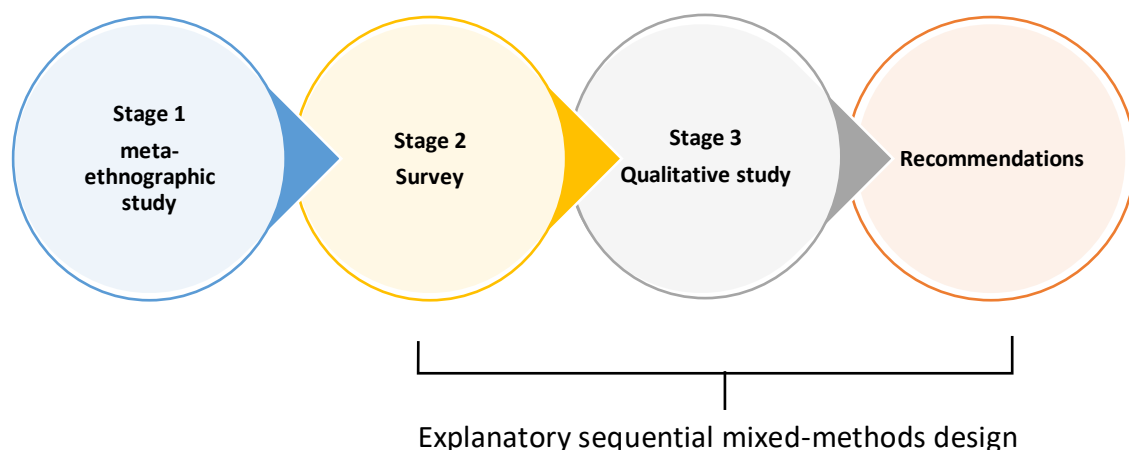 Stage 1
meta-
ethnographic
study
Stage 2
Survey
Stage 3
Qualitative study
Recommendations
Explanatory sequential mixed-methods design